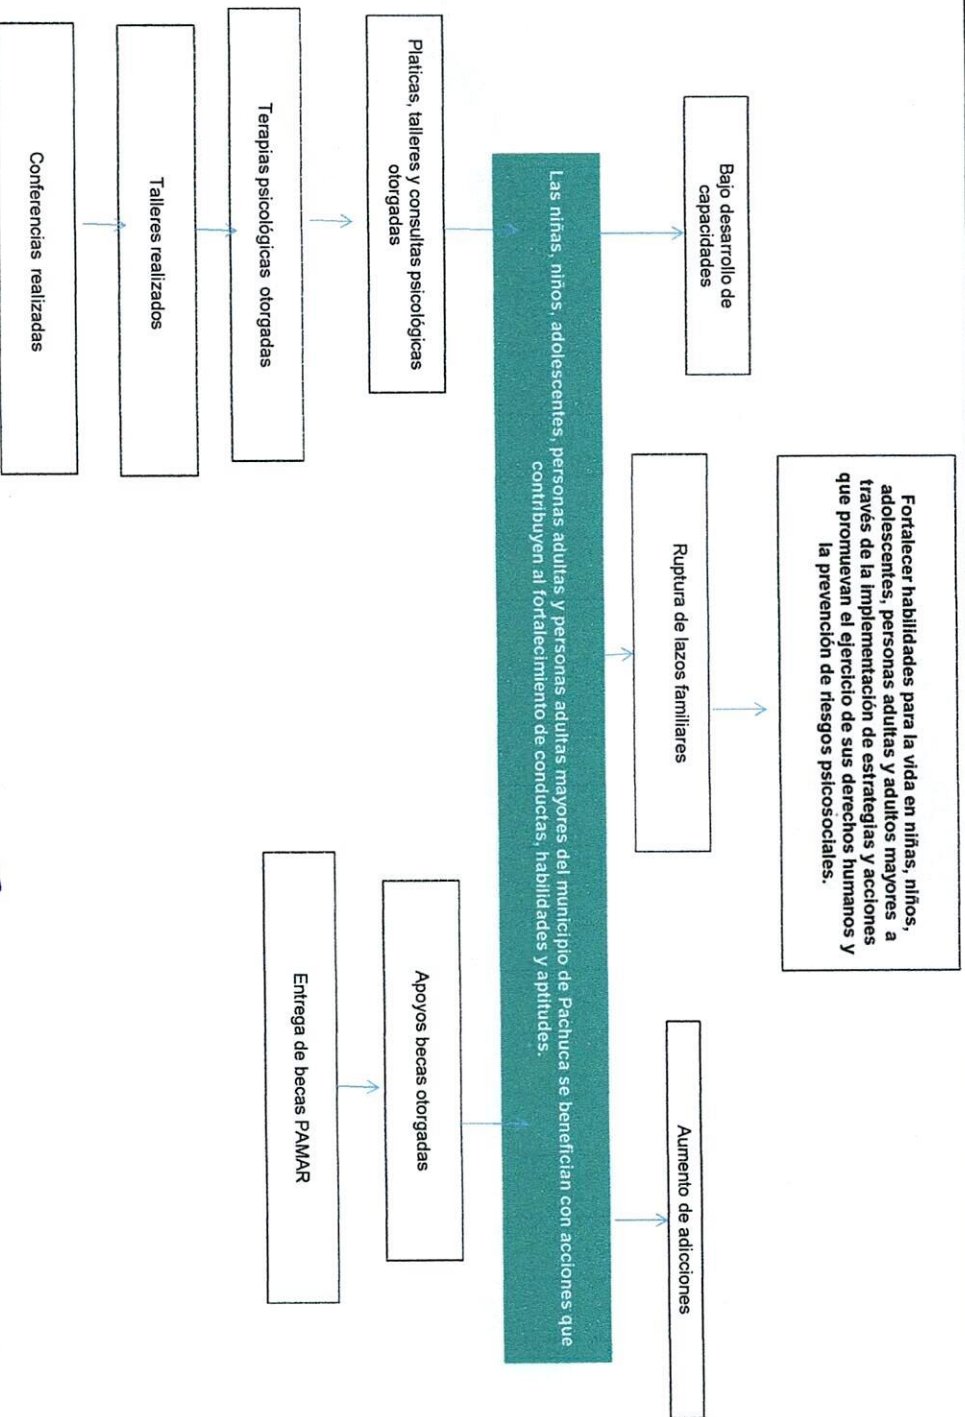 Fortalecer habilidades para la vida en niñas, niños,
adolescentes, personas adultas y adultos mayores a
través de la implementación de estrategias y acciones
que promuevan el ejercicio de sus derechos humanos y
la prevención de riesgos psicosociales.
Bajo desarrollo de
capacidades
Ruptura de lazos familiares
Aumento de adicciones
Las niñas, niños, adolescentes, personas adultas y personas adultas mayores del municipio de Pachuca se benefician con acciones que
contribuyen al fortalecimiento de conductas, habilidades y aptitudes.
Platicas, talleres y consultas psicológicas
otorgadas
Apoyos becas otorgadas
Terapias psicológicas otorgadas
Entrega de becas PAMAR
Talleres realizados
Conferencias realizadas